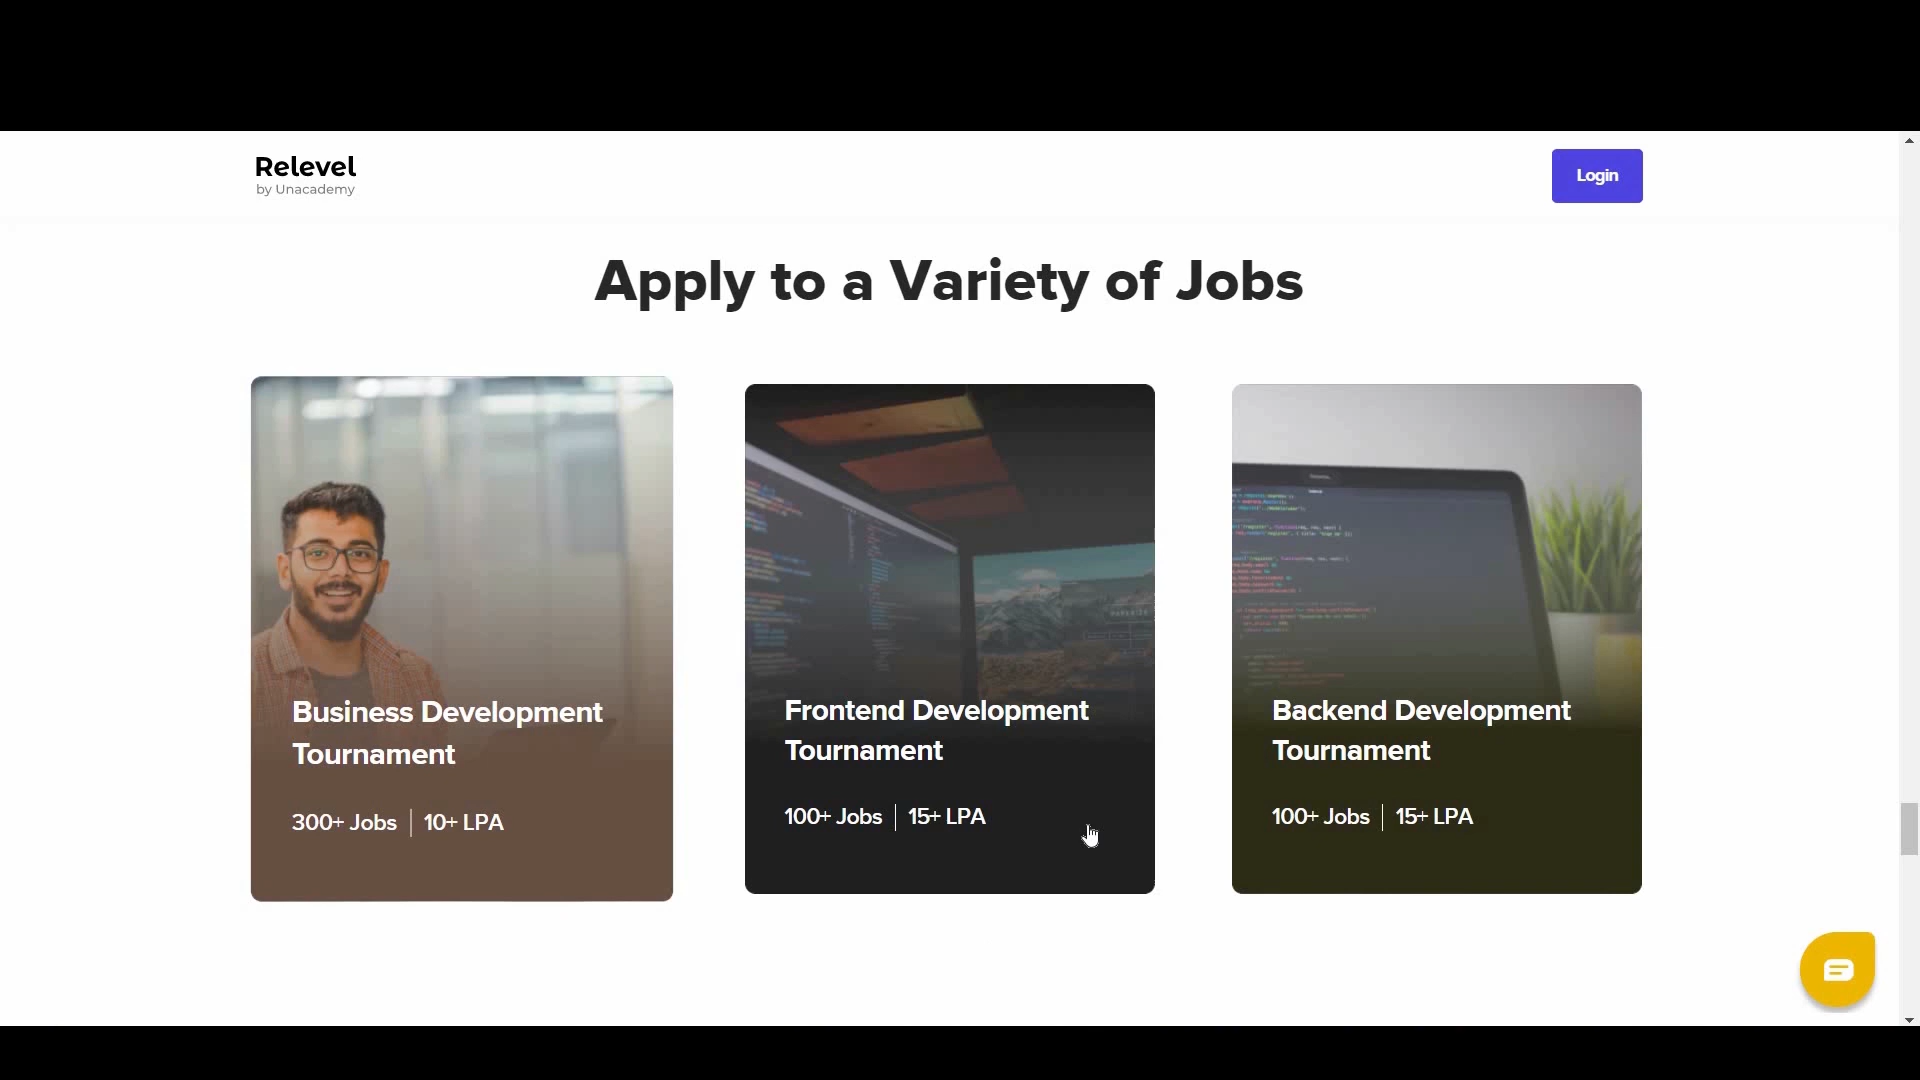 Relevel
by Unacademy
Login
Apply to a Variety of Jobs
Business Development
Tournament
300+ Jobs | 10+ LPA
Frontend Development
Tournament
100+ Jobs | 15+ LPA
Backend Development
Tournament
100+ Jobs | 15+ LPA